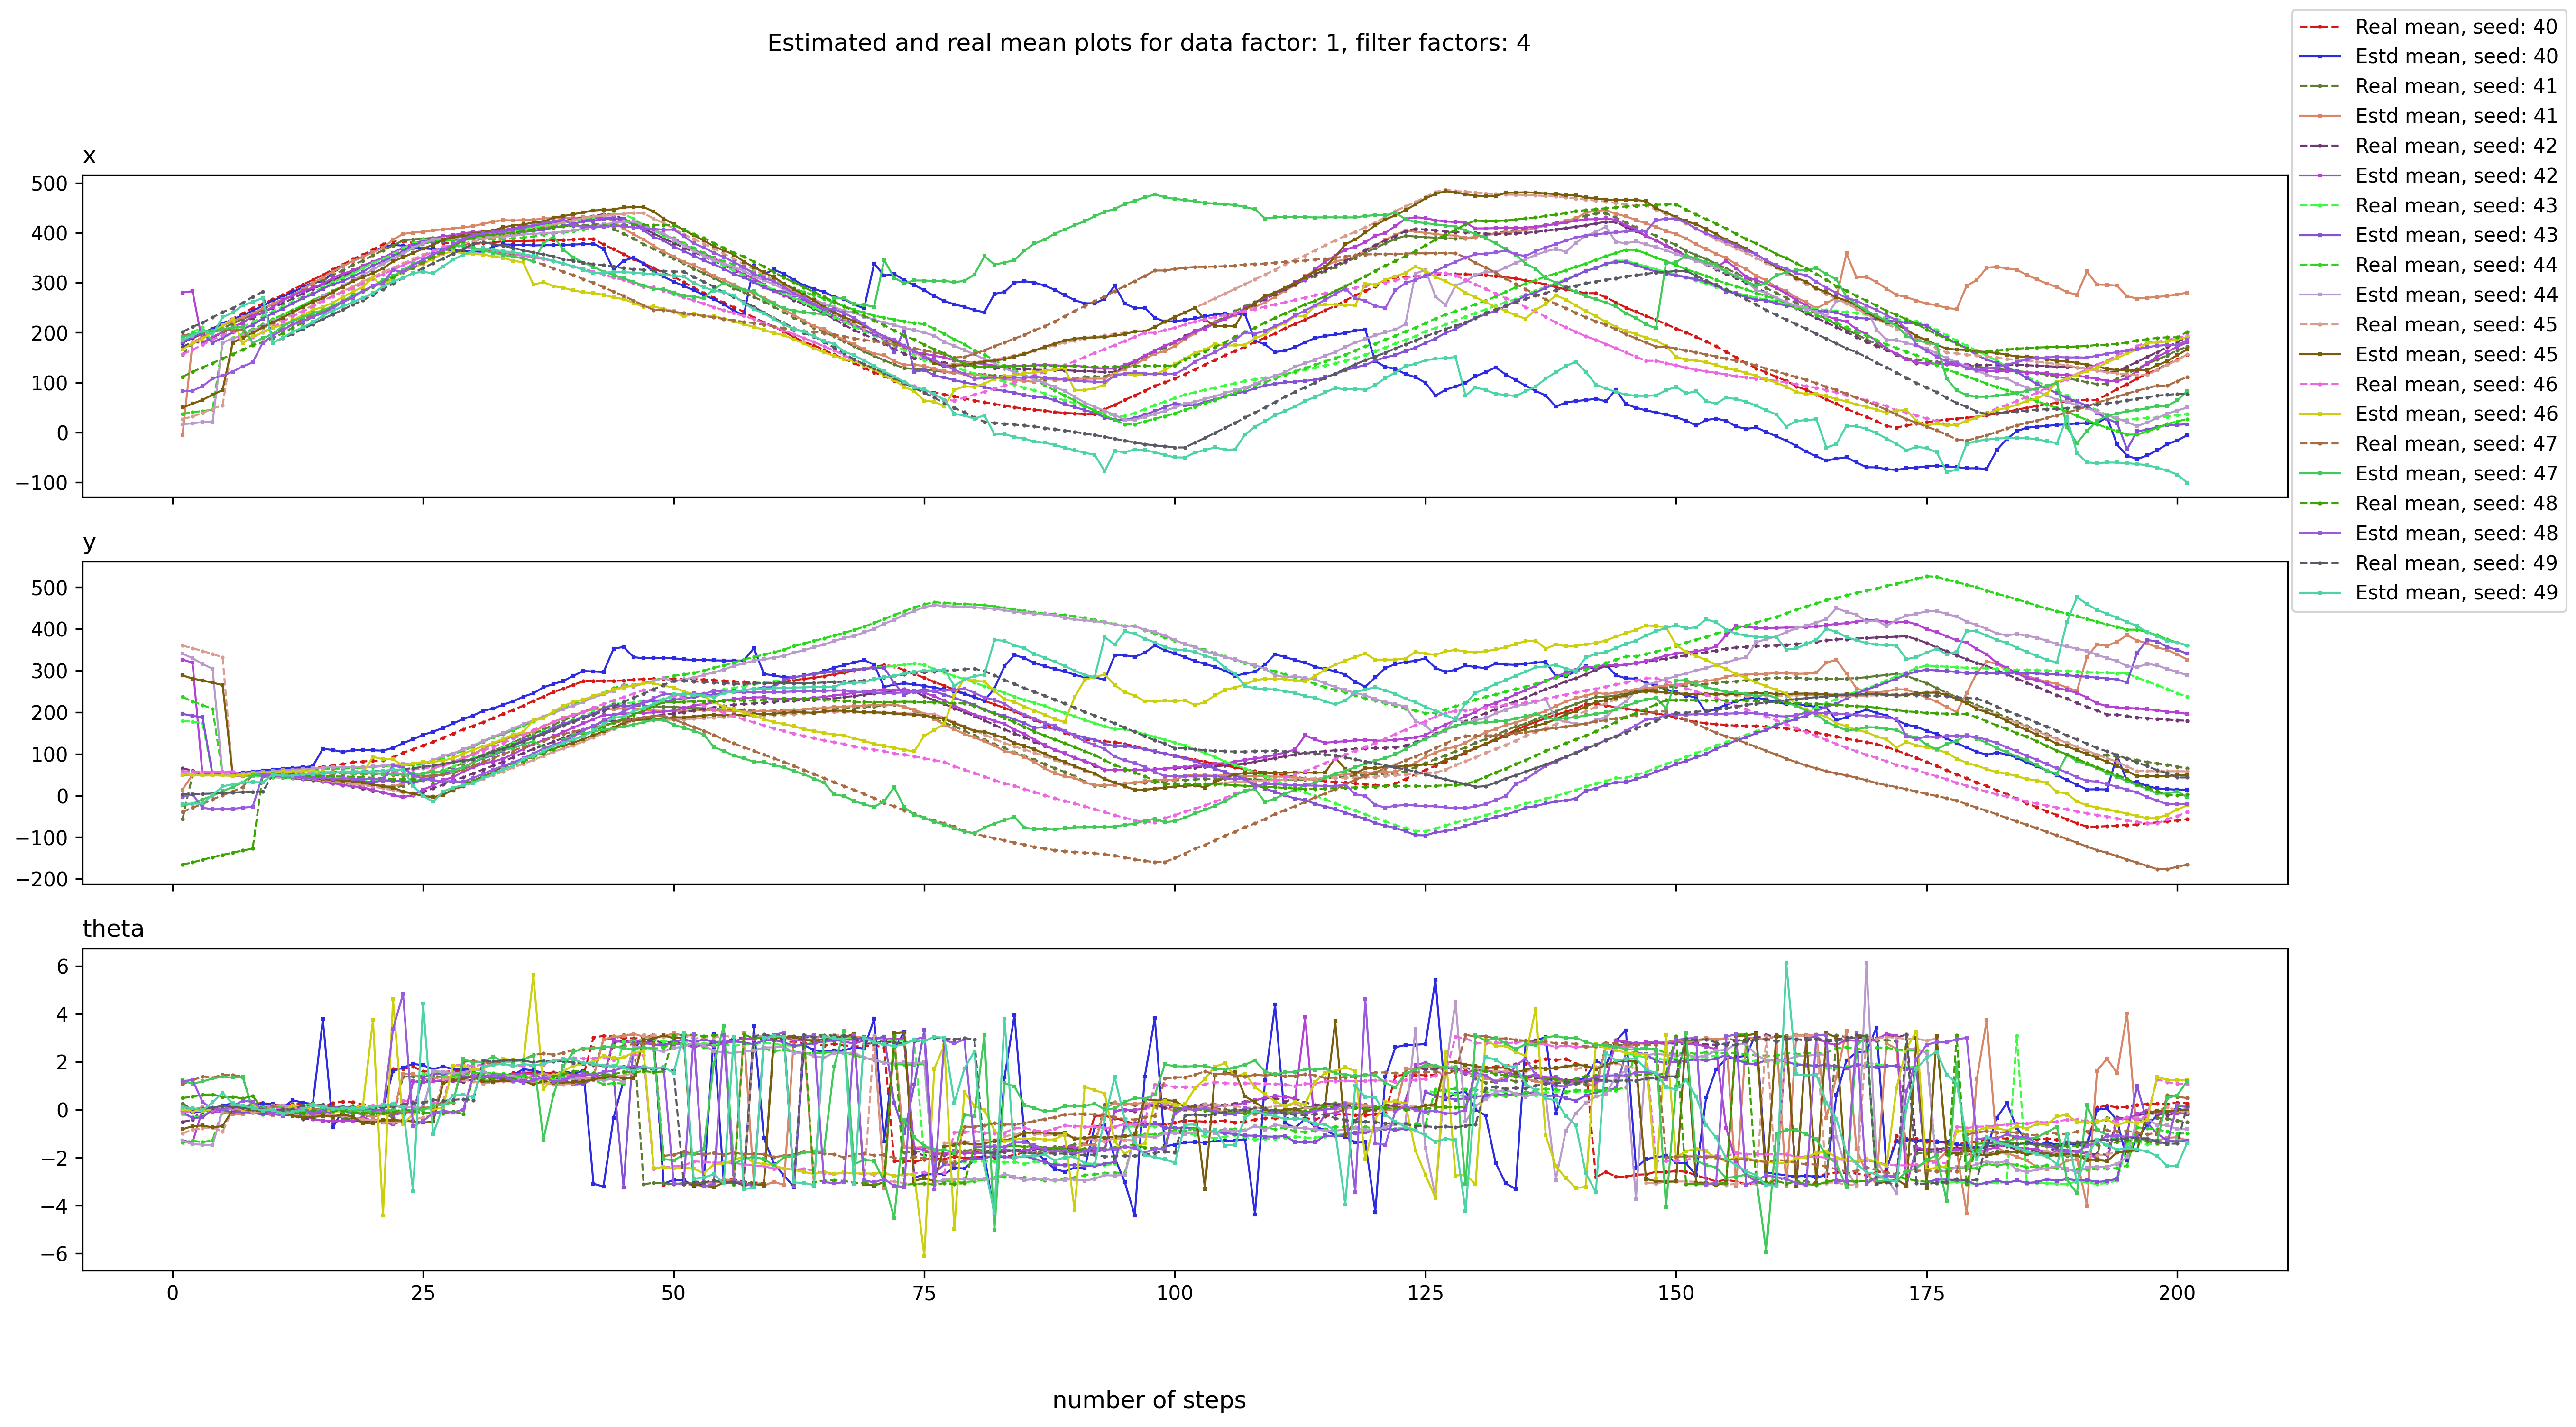 Estimated and real mean plots for data factor: 1, filter factors: 4
Real mean, seed: 40
Estd mean, seed: 40
Real mean, seed: 41
Estd mean, seed: 41
Real mean, seed: 42
Estd mean, seed: 42
Real mean, seed: 43
Estd mean, seed: 43
Real mean, seed: 44
Estd mean, seed: 44
Real mean, seed: 45
Estd mean, seed: 45
Real mean, seed: 46
Estd mean, seed: 46
Real mean, seed: 47
Estd mean, seed: 47
Real mean, seed: 48
Estd mean, seed: 48
Real mean, seed: 49
Estd mean, seed: 49
x
500
400
300
200
100
0
−100
y
500
400
300
200
100
0
−100
−200
theta
6
4
2
0
−2
−4
−6
0 25 50 75 100 125 150 175 200
number of steps